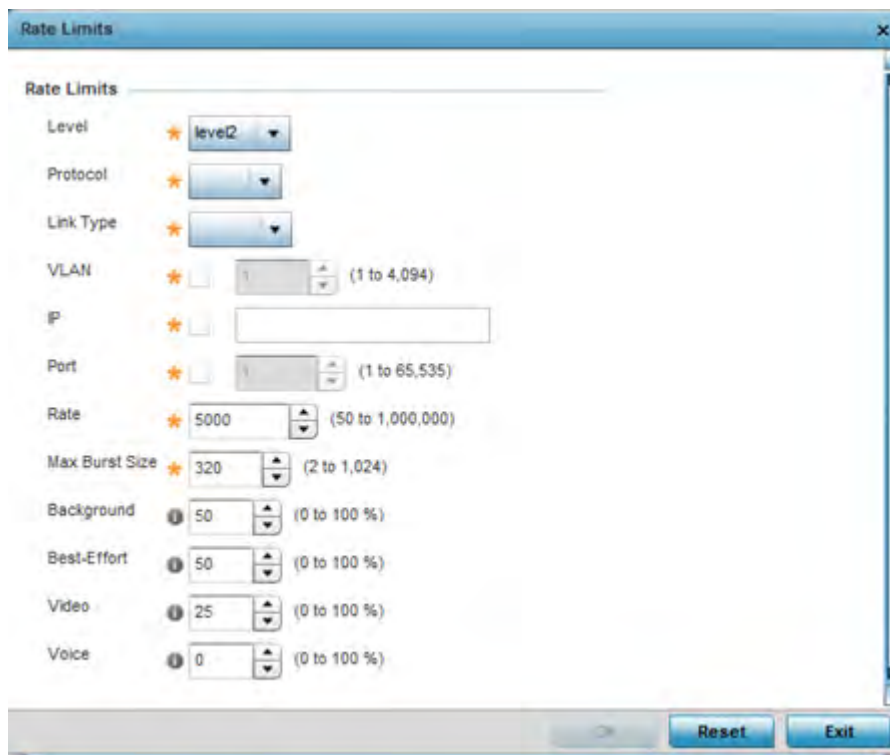 Rate Limits ×
Rate Limits
Level * level2
Protocol *
Link Type *
VLAN * 1 (1 to 4,094)
IP *
Port * 1 (1 to 65,535)
Rate * 5000 (50 to 1,000,000)
Max Burst Size * 320 (2 to 1,024)
Background 50 (0 to 100 %)
Best-Effort 50 (0 to 100 %)
Video 25 (0 to 100 %)
Voice 0 (0 to 100 %)
Reset Exit